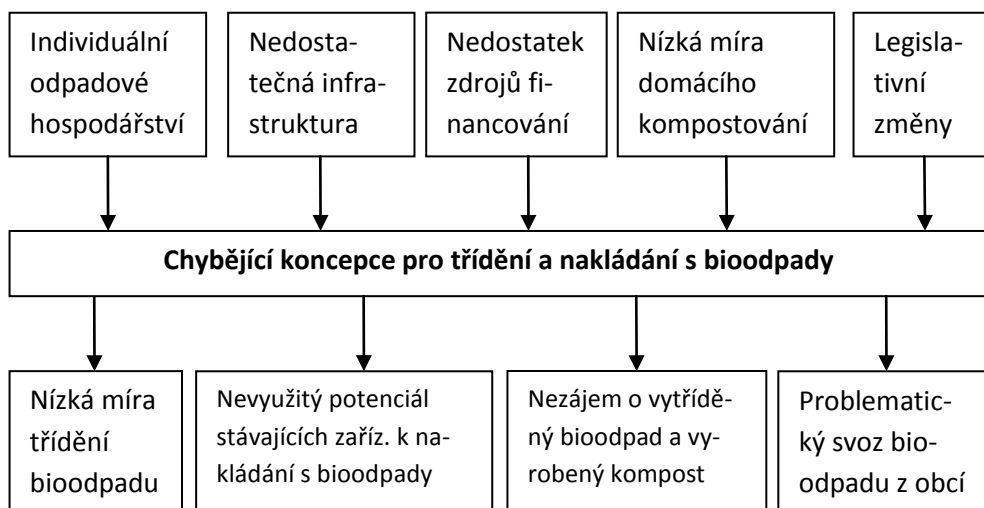 Individuální
odpadové
hospodářství
Nedosta-
tečná infra-
struktura
Nedostatek
zdrojů fi-
nancování
Nízká míra
domácího
kompostování
Legisla-
tivní
změny
Chybějící koncepce pro třídění a nakládání s bioodpady
Nízká míra
třídění
bioodpadu
Nevyužitý potenciál
stávajících zaříz. k na-
kládání s bioodpady
Nezájem o vytřídě-
ný bioodpad a vy-
robený kompost
Problematic-
ký svoz bio-
odpadu z obcí